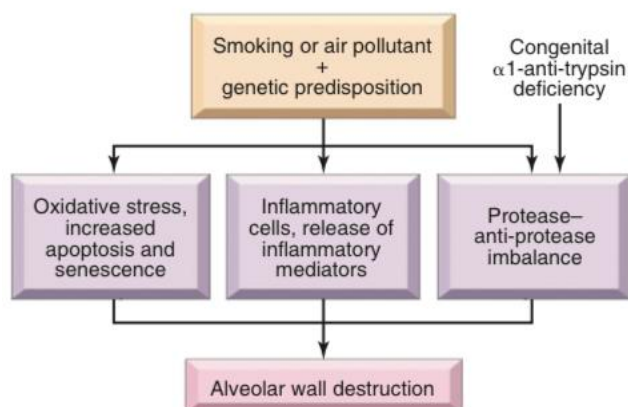 Smoking or air pollutant
+
genetic predisposition
Congenital
α1-anti-trypsin
deficiency
Oxidative stress,
increased
apoptosis and
senescence
Inflammatory
cells, release of
inflammatory
mediators
Protease–
anti-protease
imbalance
Alveolar wall destruction